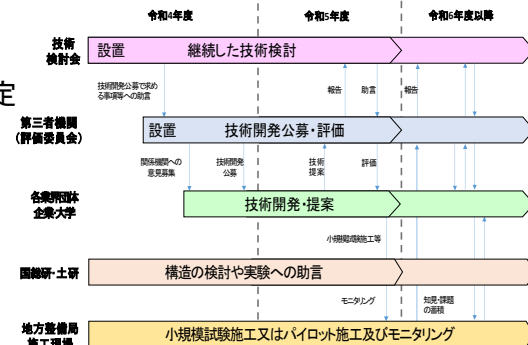 令和4年度 令和5年度 令和6年度以降
技術
検討会
設置 継続した技術検討
定
技術開発公募で求め
る事項等への助言
報告 助言 報告
第三者機関
(評価委員会)
設置 技術開発公募・評価
関係機関への
意見募集
技術開発
公募
技術
提案
評価
各業界団体
企業・大学
技術開発・提案
小規模試験施工等
国総研・土研
構造の検討や実験への助言
モニタリング
知見・課題
の蓄積
地方整備局
施工現場
小規模試験施工又はパイロット施工及びモニタリング